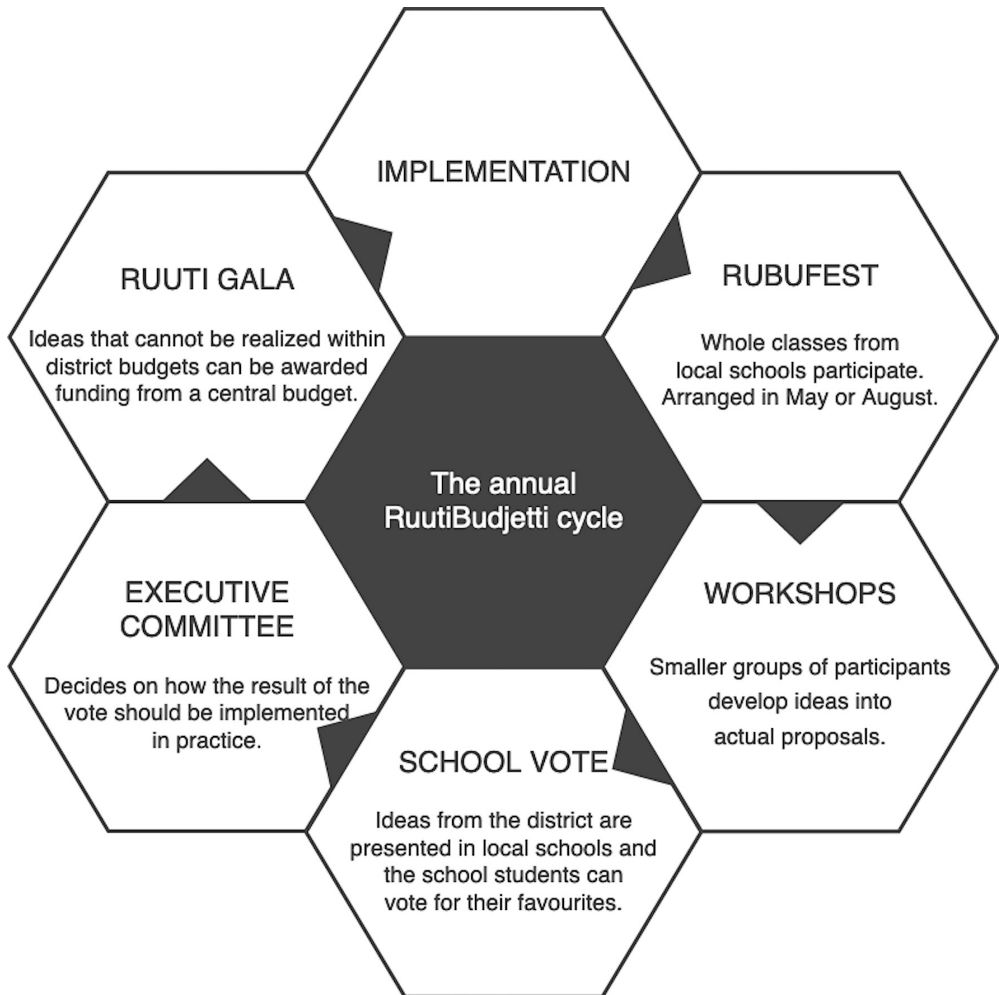 IMPLEMENTATION
RUBUFEST
Whole classes from
local schools participate.
Arranged in May or August.
WORKSHOPS
Smaller groups of participants
develop ideas into
actual proposals.
SCHOOL VOTE
Ideas from the district are
presented in local schools and
the school students can
vote for their favourites.
EXECUTIVE
COMMITTEE
Decides on how the result of the
vote should be implemented
in practice.
RUUTI GALA
Ideas that cannot be realized within
district budgets can be awarded
funding from a central budget.
The annual
RuutiBudjetti cycle